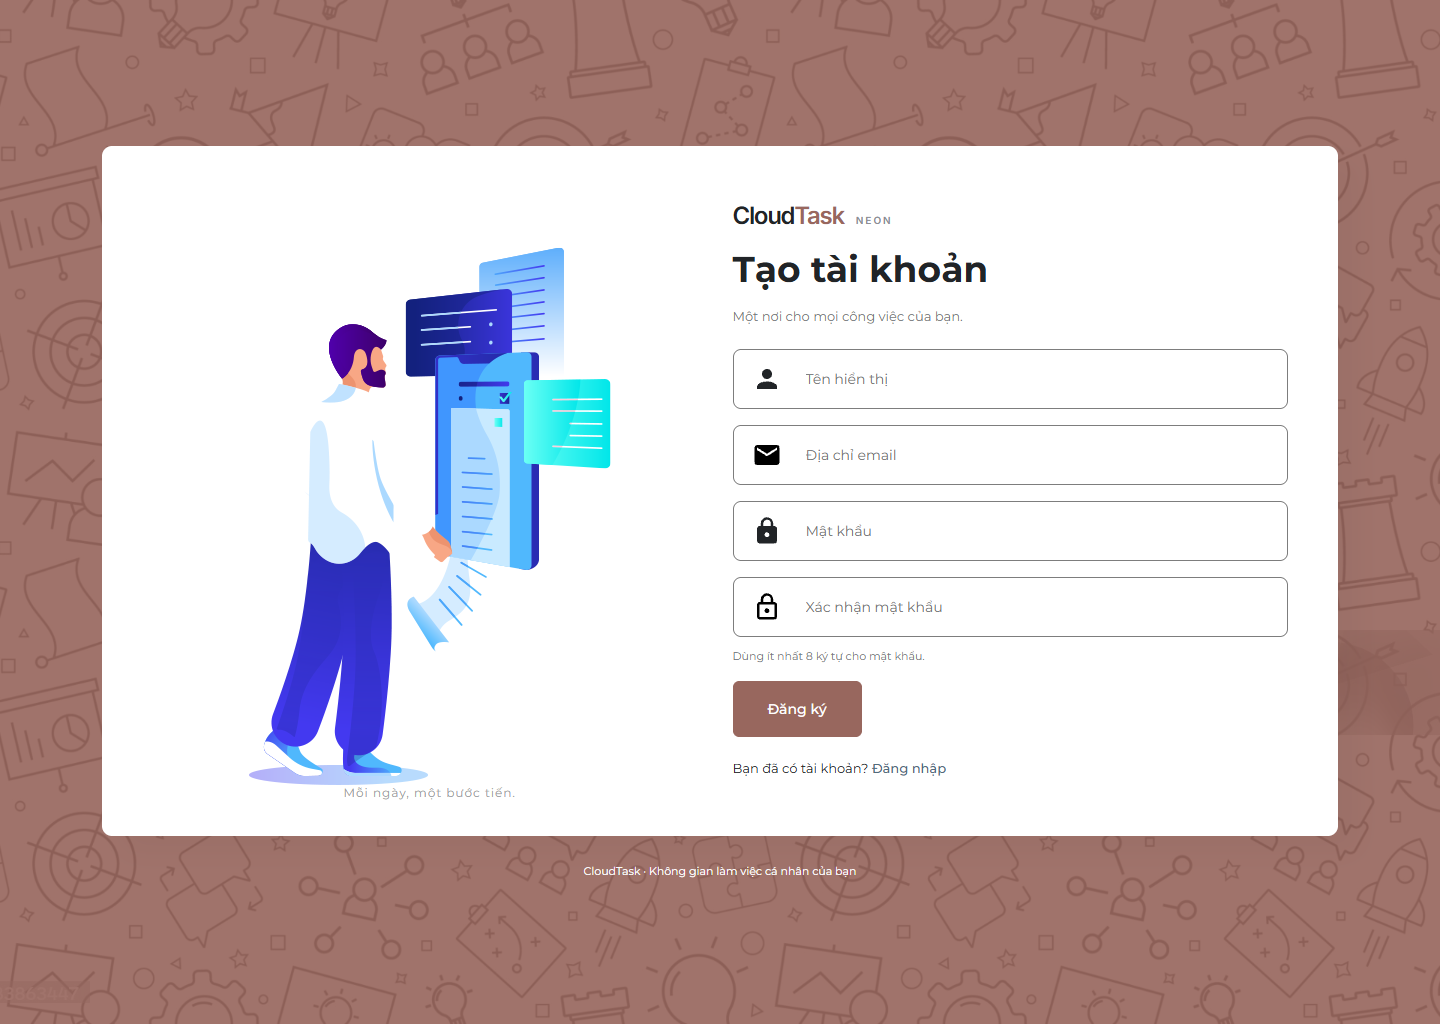 CloudTask NEON
Tạo tài khoản
Một nơi cho mọi công việc của bạn.
Tên hiển thị
Địa chỉ email
Mật khẩu
Xác nhận mật khẩu
Dùng ít nhất 8 ký tự cho mật khẩu.
Đăng ký
Bạn đã có tài khoản? Đăng nhập
Mỗi ngày, một bước tiến.
CloudTask · Không gian làm việc cá nhân của bạn